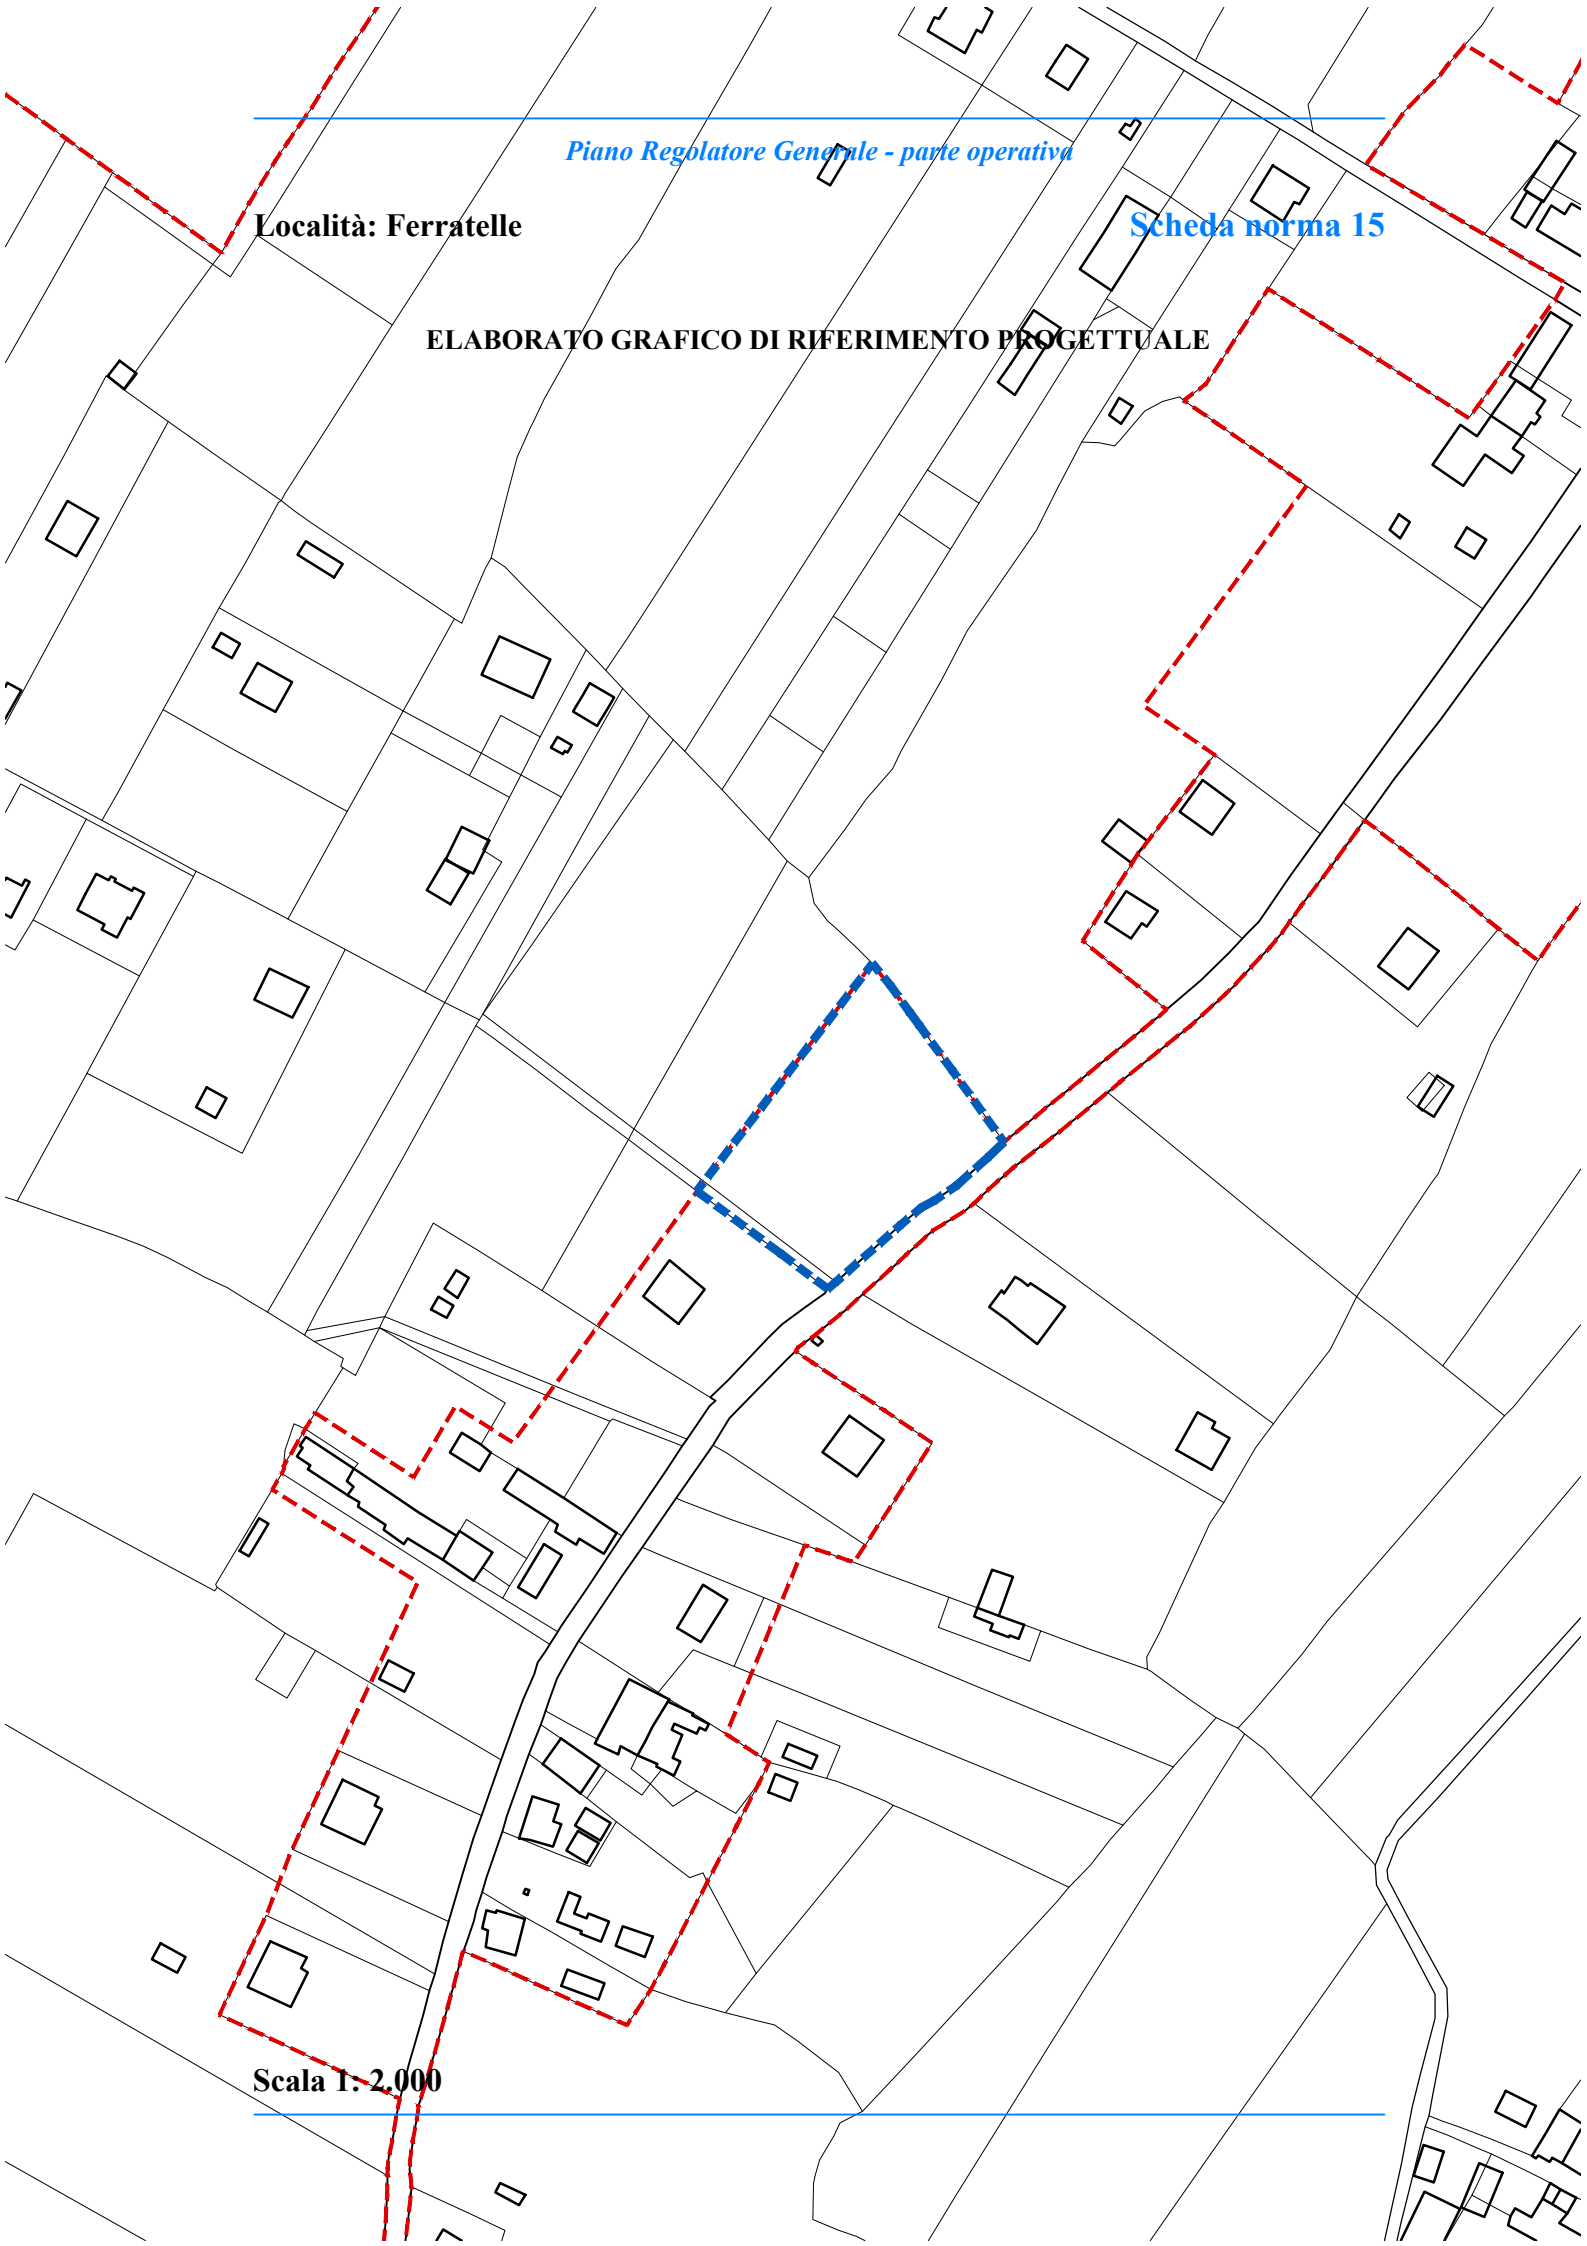 Piano Regolatore Generale - parte operativa
Località: Ferratelle
Scheda norma 15
ELABORATO GRAFICO DI RIFERIMENTO PROGETTUALE
Scala 1: 2.000